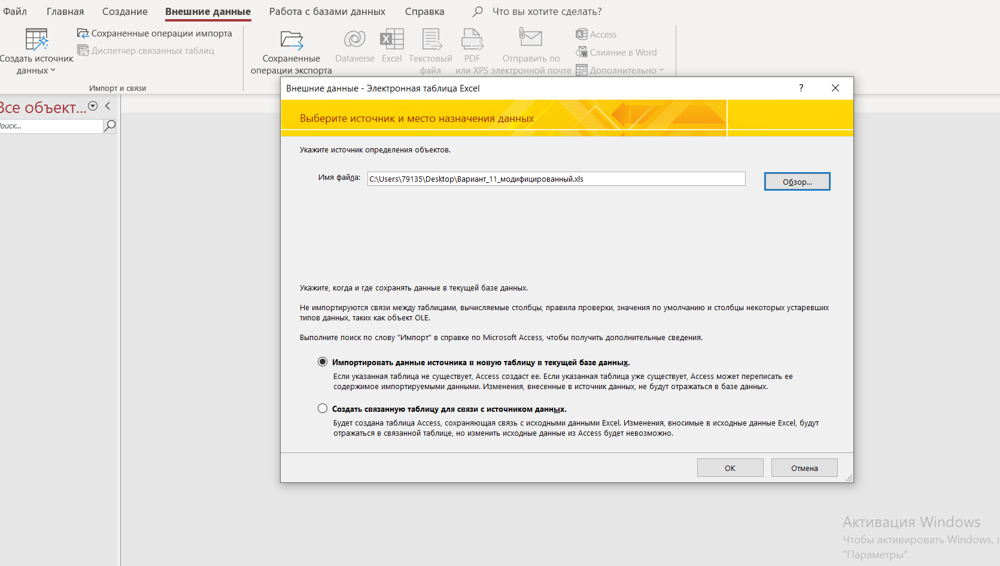 Файл Главная Создание Внешние данные Работа с базами данных Справка Что вы хотите сделать?
Создать источник данных
Сохраненные операции импорта
Диспетчер связанных таблиц
Импорт и связи
Сохраненные операции экспорта
Dataverse
Excel
Текстовый файл
PDF или XPS
Отправить по электронной почте
Access
Слияние в Word
Дополнительно
Все объект...
Поиск...
Внешние данные - Электронная таблица Excel ?
Выберите источник и место назначения данных
Укажите источник определения объектов.
Имя файла: C:\Users\79135\Desktop\Вариант_11_модифицированный.xls Обзор...
Укажите, когда и где сохранять данные в текущей базе данных.
Не импортируются связи между таблицами, вычисляемые столбцы, правила проверки, значения по умолчанию и столбцы некоторых устаревших
типов данных, таких как объект OLE.
Выполните поиск по слову "Импорт" в справке по Microsoft Access, чтобы получить дополнительные сведения.
Импортировать данные источника в новую таблицу в текущей базе данных.
Если указанная таблица не существует, Access создаст ее. Если указанная таблица уже существует, Access может переписать ее
содержимое импортируемыми данными. Изменения, внесенные в источник данных, не будут отражаться в базе данных.
Создать связанную таблицу для связи с источником данных.
Будет создана таблица Access, сохраняющая связь с исходными данными Excel. Изменения, вносимые в исходные данные Excel, будут
отражаться в связанной таблице, но изменить исходные данные из Access будет невозможно.
ОК Отмена
Активация Windows
Чтобы активировать Windows,
"Параметры".